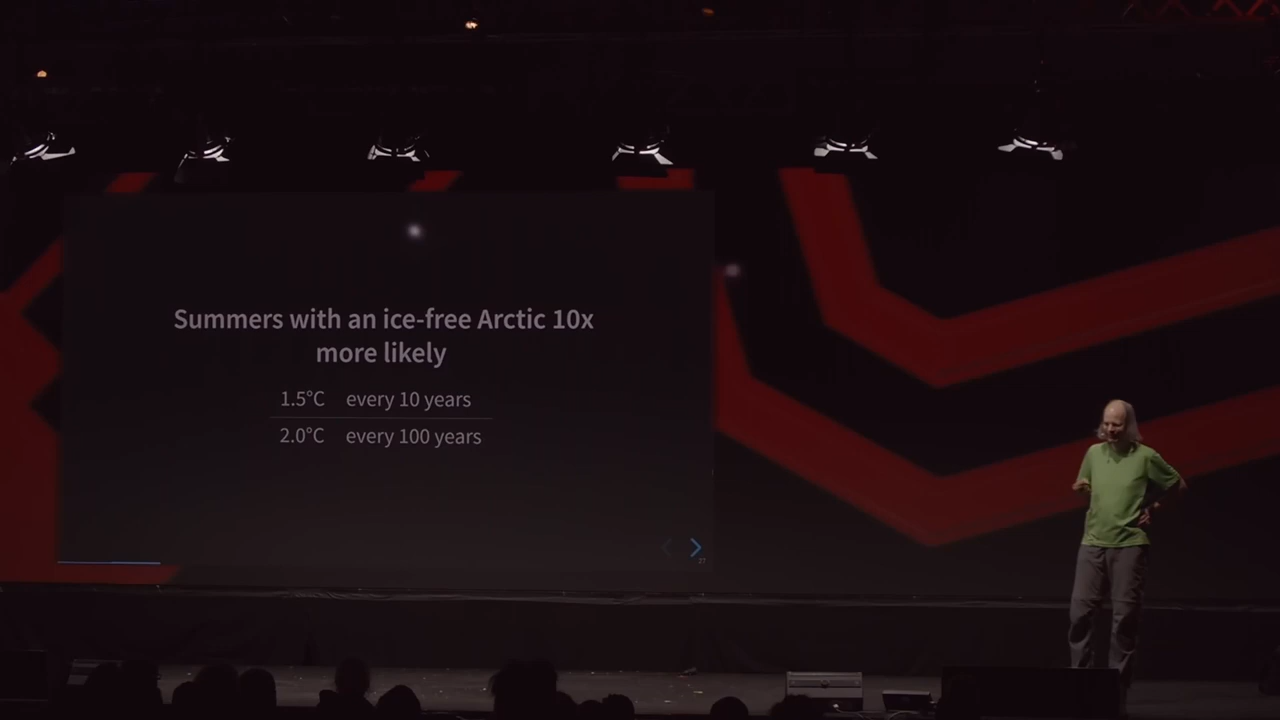 Summers with an ice-free Arctic 10x
more likely
1.5°C every 10 years
2.0°C every 100 years
27